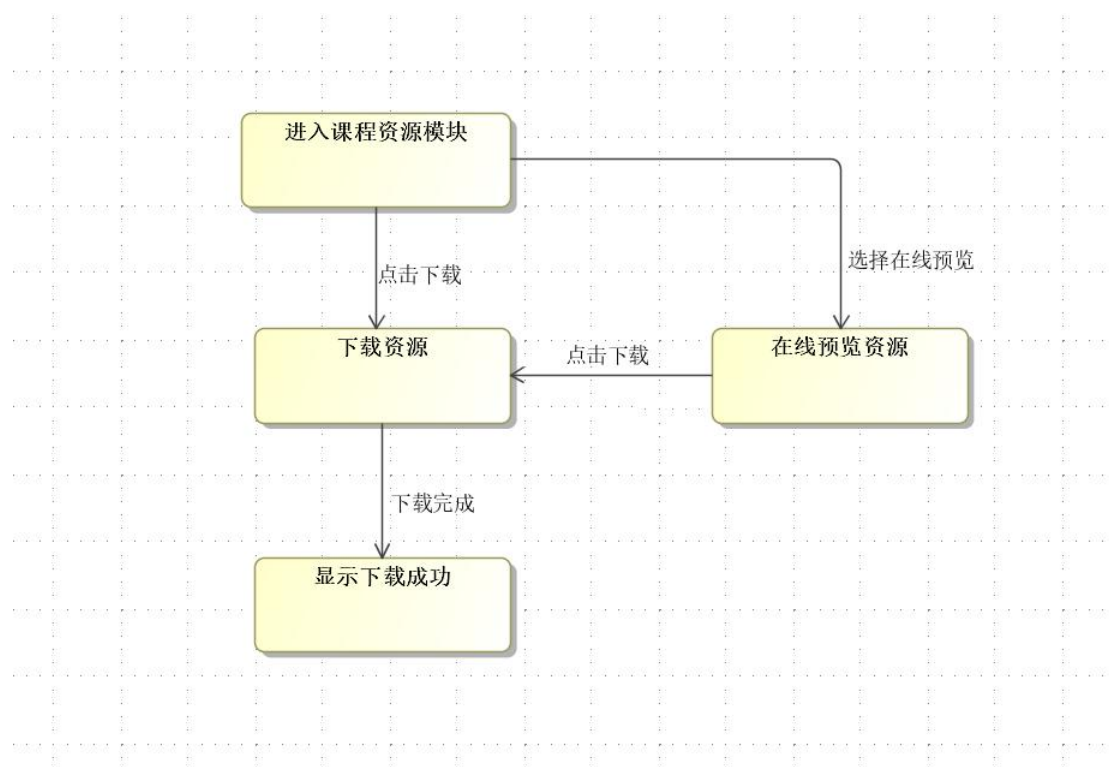 进入课程资源模块
选择在线预览
点击下载
下载资源
点击下载
在线预览资源
下载完成
显示下载成功